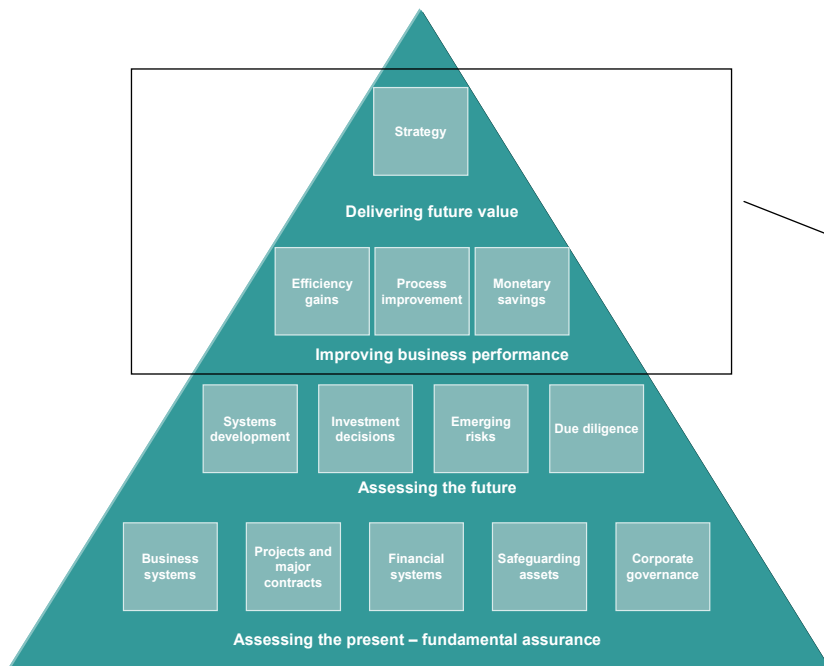 Strategy
Delivering future value
Efficiency
gains
Process
improvement
Monetary
savings
Improving business performance
Systems
development
Investment
decisions
Emerging
risks
Due diligence
Assessing the future
Business
systems
Projects and
major
contracts
Financial
systems
Safeguarding
assets
Corporate
governance
Assessing the present – fundamental assurance